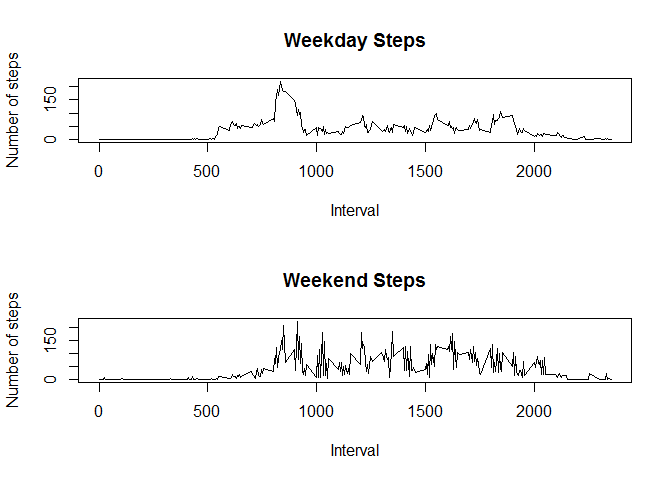 Weekday Steps
Number of steps
0 150
0 500 1000 1500 2000
Interval
Weekend Steps
Number of steps
0 150
0 500 1000 1500 2000
Interval